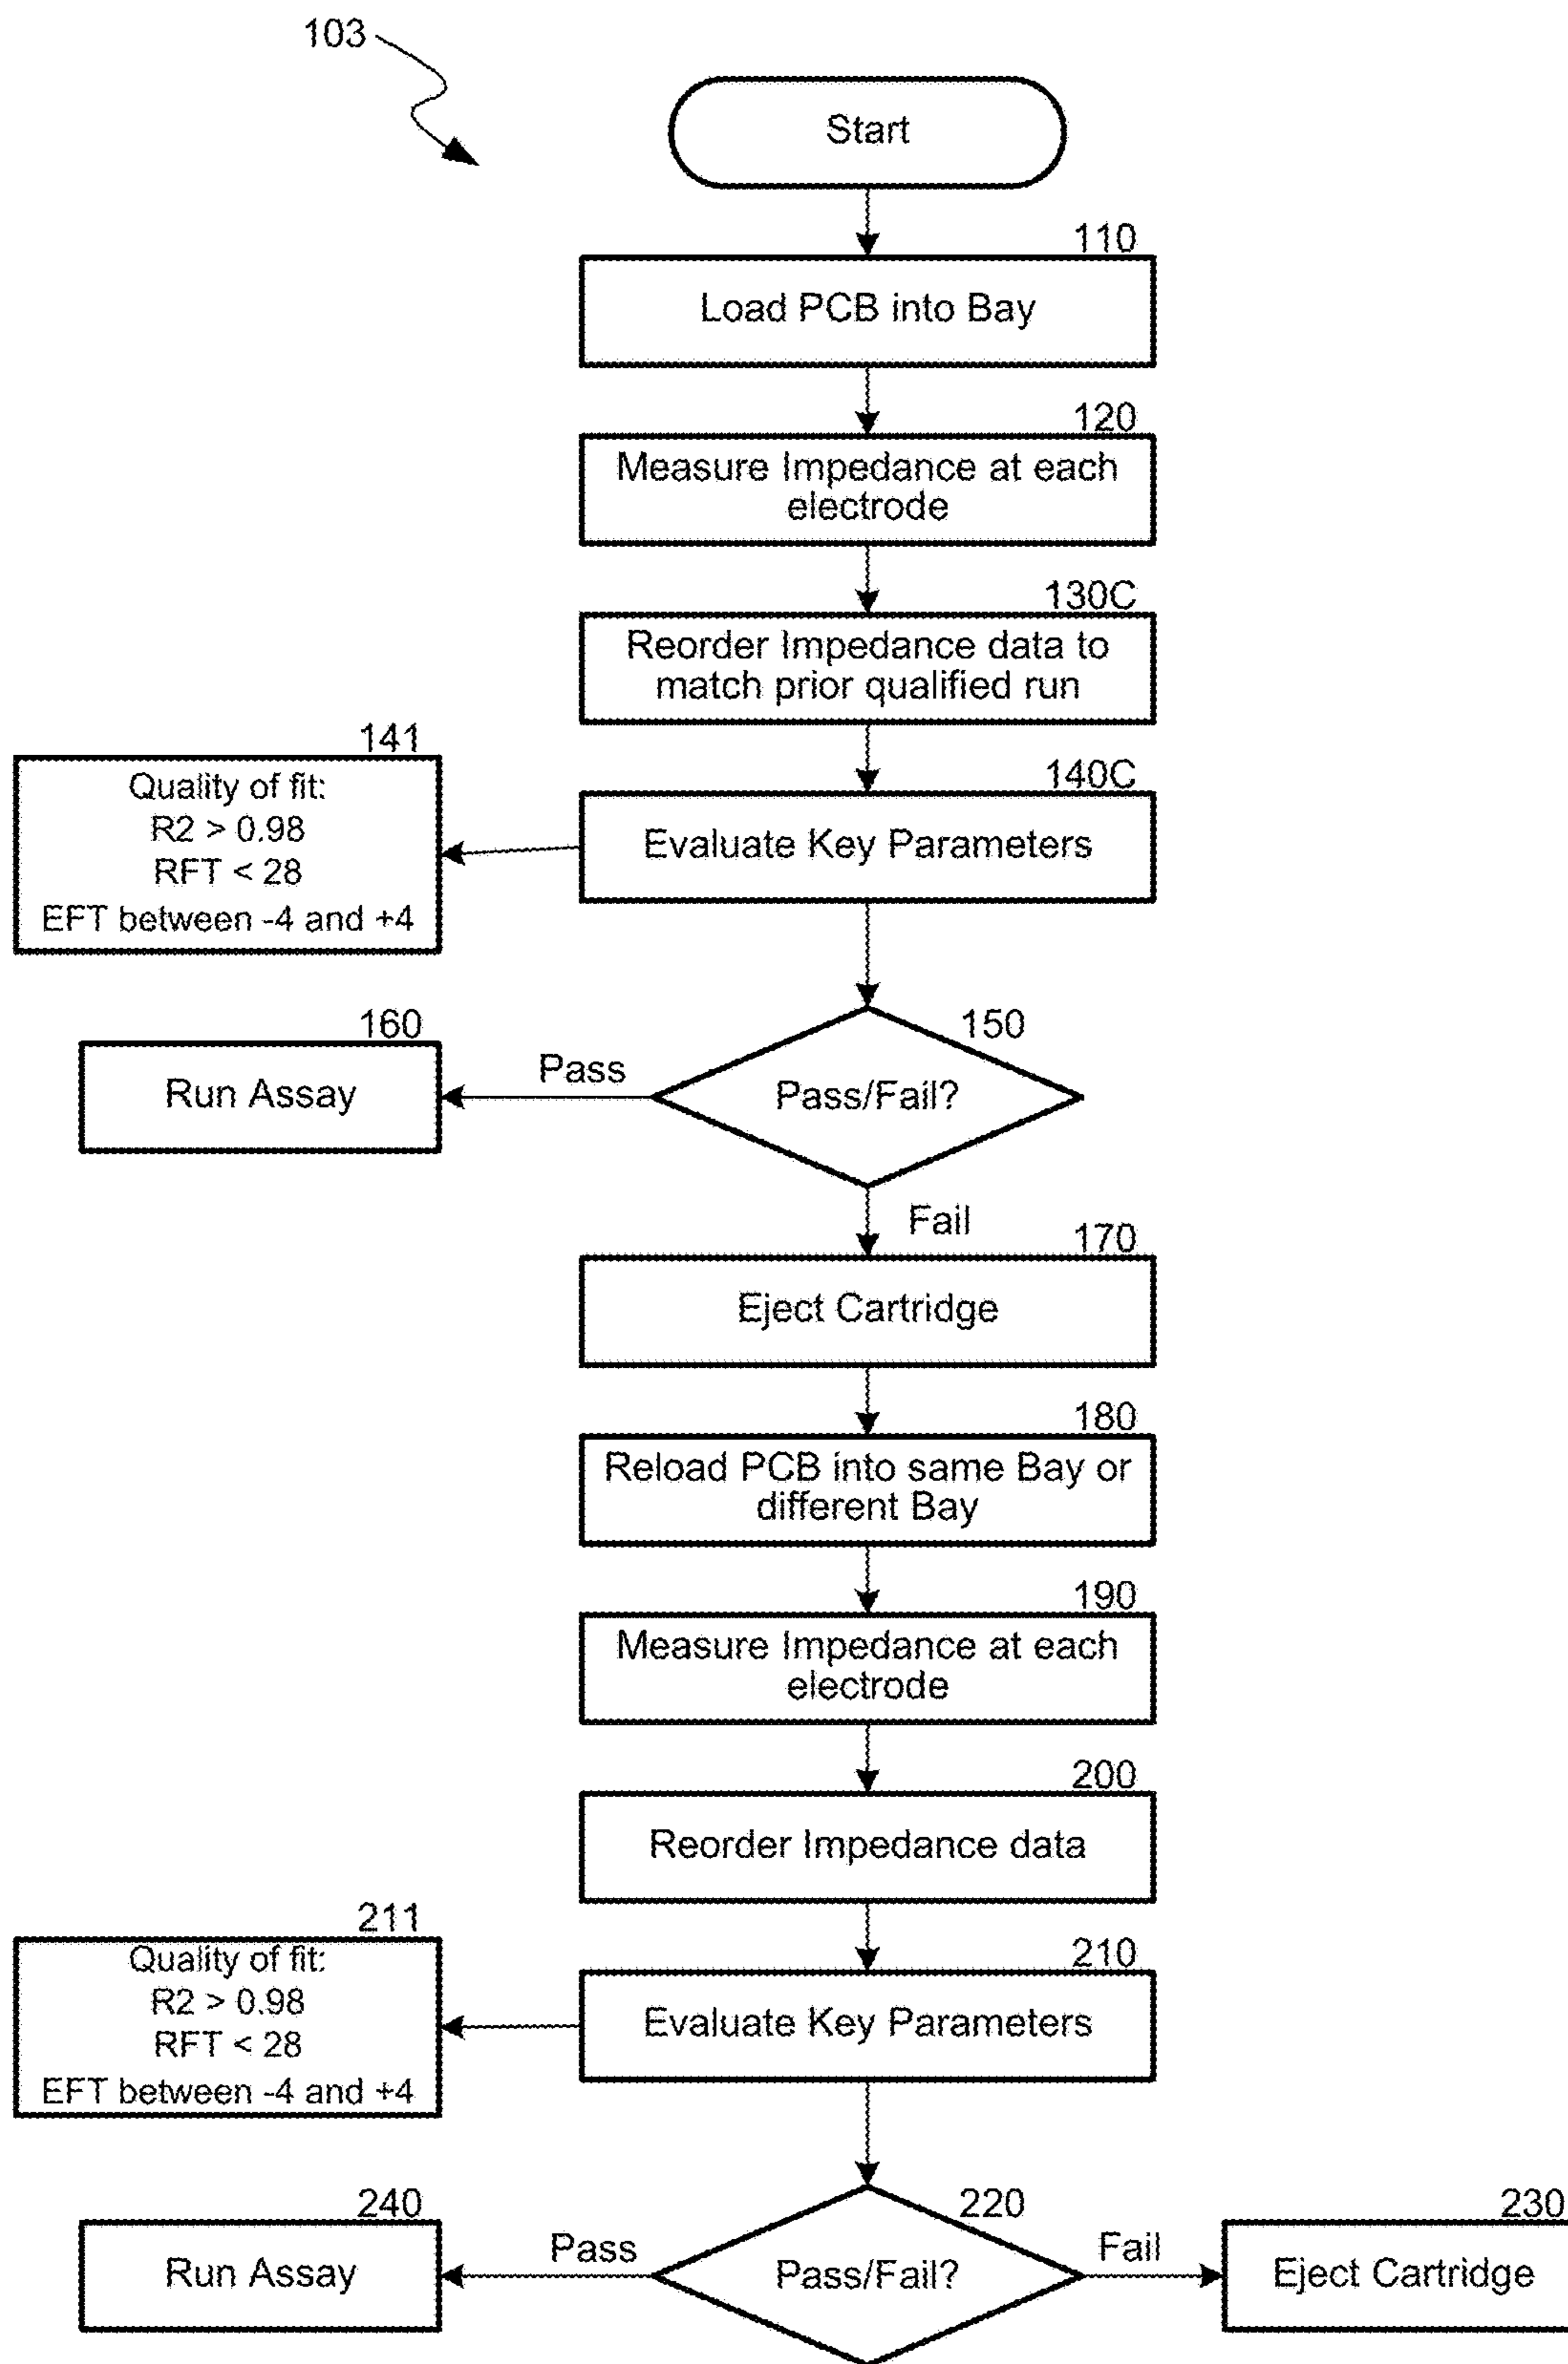 103
Start
110
Load PCB into Bay
120
Measure Impedance at each
electrode
130C
Reorder Impedance data to
match prior qualified run
141
Quality of fit:
R2 > 0.98
RFT < 28
EFT between -4 and +4
140C
Evaluate Key Parameters
160
Run Assay
Pass
150
Pass/Fail?
Fail
170
Eject Cartridge
180
Reload PCB into same Bay or
different Bay
190
Measure Impedance at each
electrode
200
Reorder Impedance data
211
Quality of fit:
R2 > 0.98
RFT < 28
EFT between -4 and +4
210
Evaluate Key Parameters
240
Run Assay
Pass
220
Pass/Fail?
Fail
230
Eject Cartridge